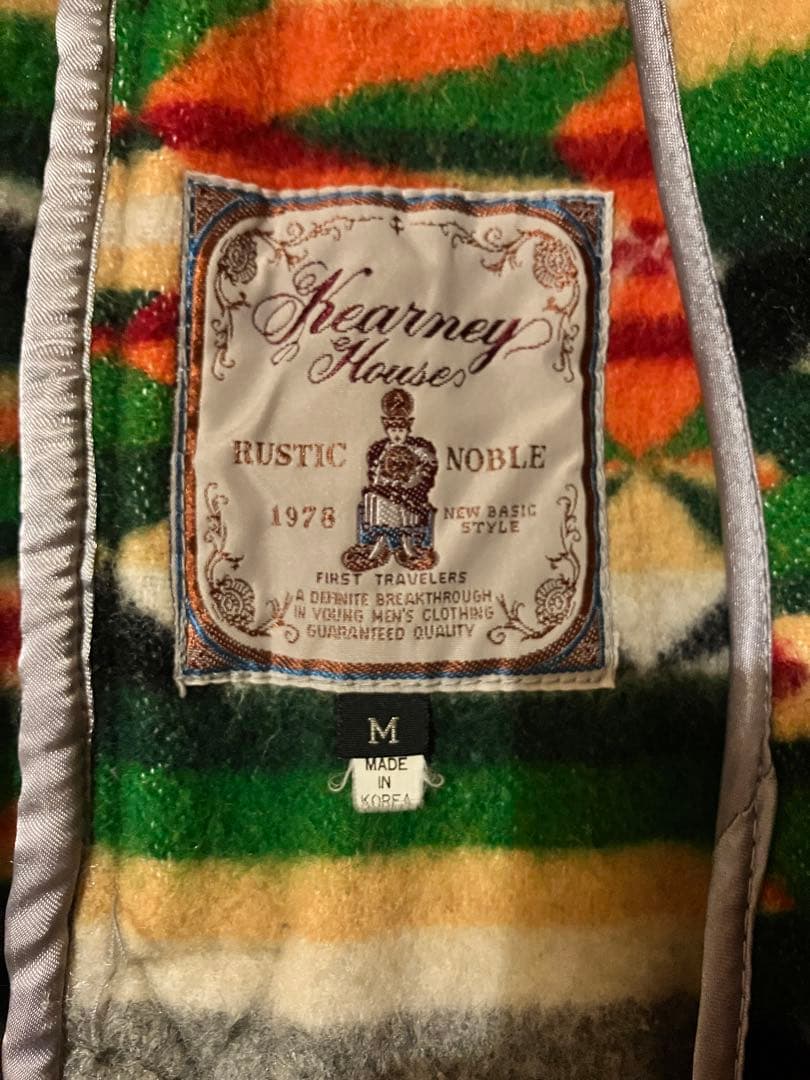 Kearney
House
RUSTIC NOBLE
1978 NEW BASIC
STYLE
FIRST TRAVELERS
A DEFINITE BREAKTHROUGH
IN YOUNG MEN'S CLOTHING
GUARANTEED QUALITY
M
MADE
IN
KOREA